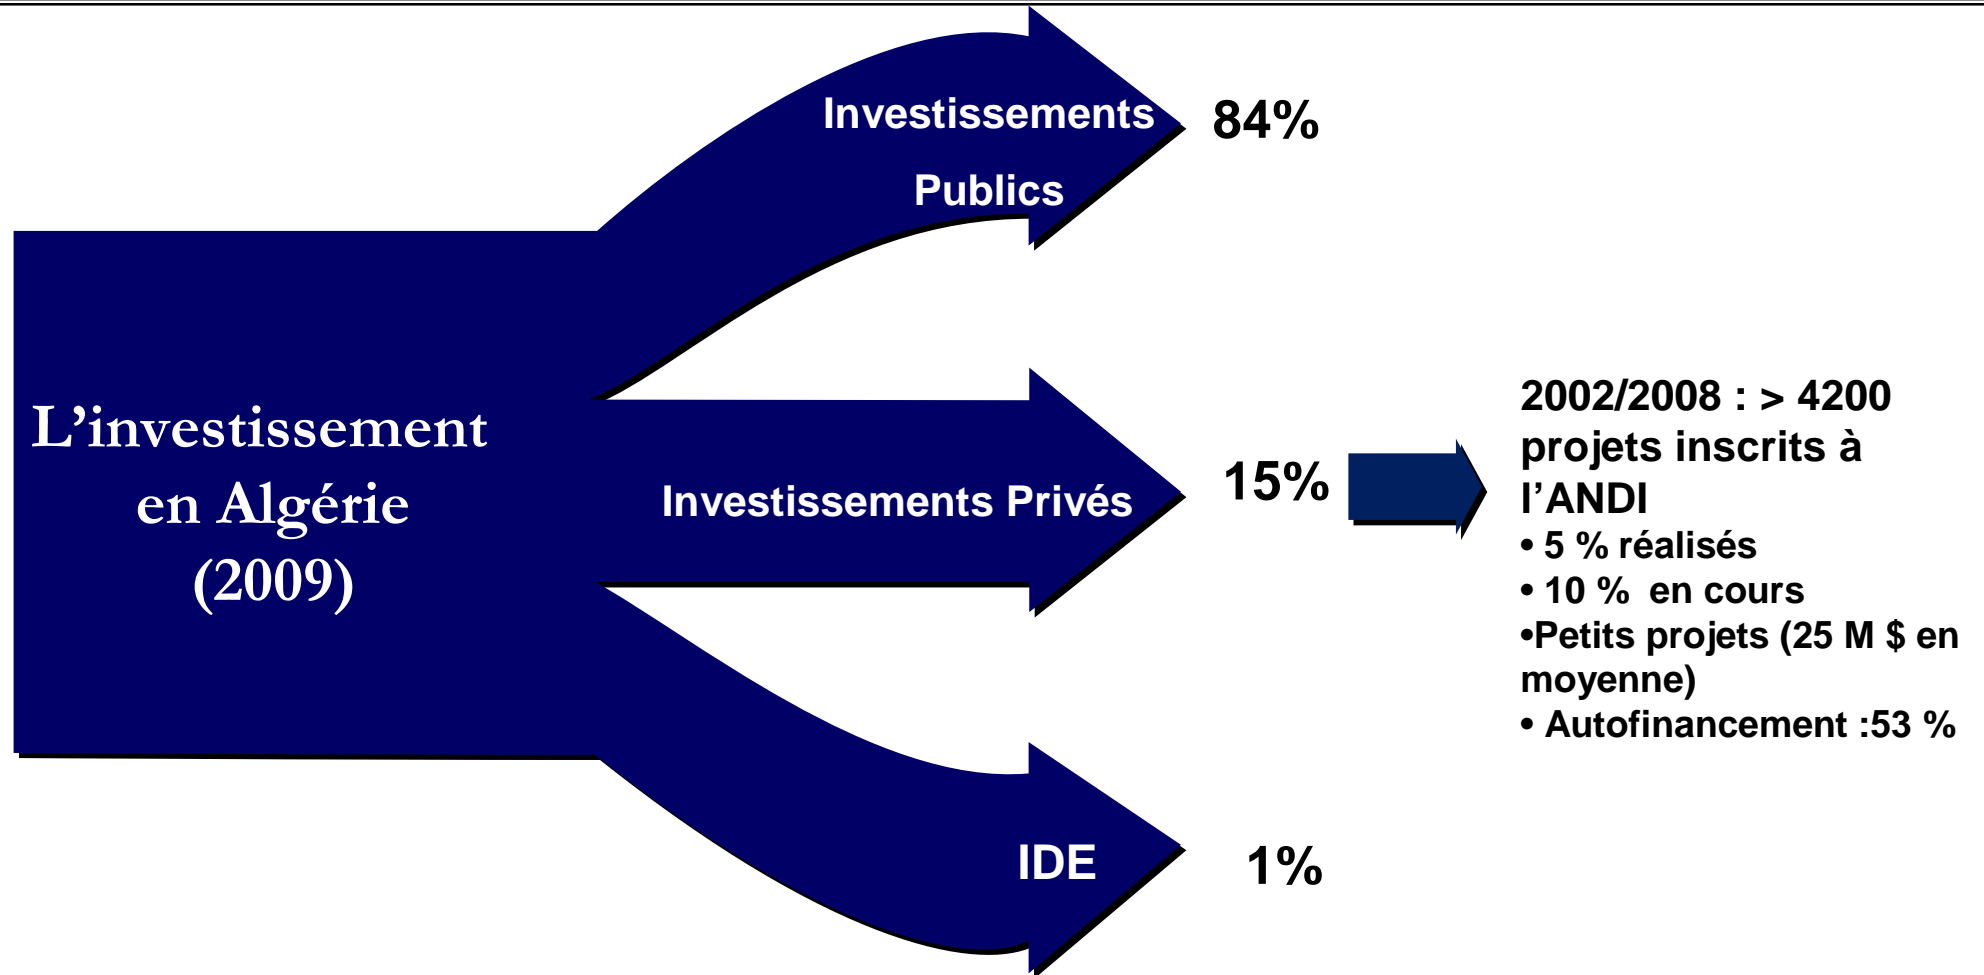 L’investissement
en Algérie
(2009)
Investissements
Publics
84%
Investissements Privés
15%
2002/2008 : > 4200
projets inscrits à
l’ANDI
• 5 % réalisés
• 10 %  en cours
•Petits projets (25 M $ en
moyenne)
• Autofinancement :53 %
IDE
1%